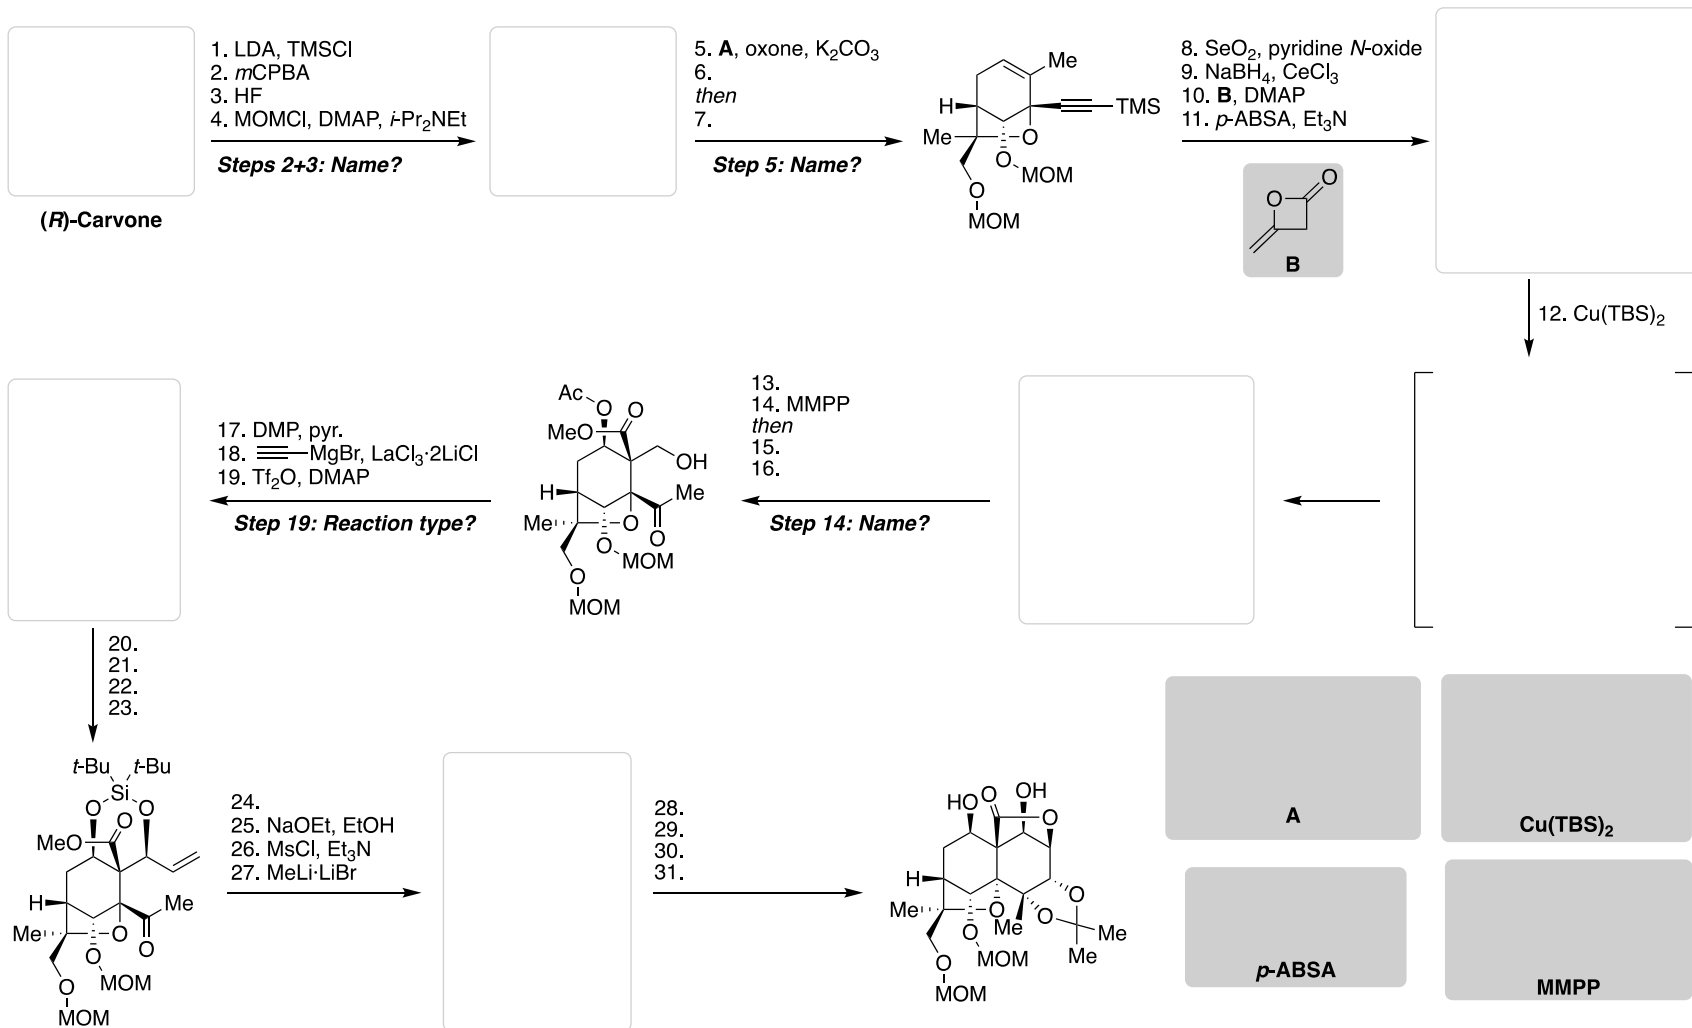 1. LDA, TMSCl
2. mCPBA
3. HF
4. MOMCl, DMAP, i-Pr2NEt
Steps 2+3: Name?
(R)-Carvone
5. A, oxone, K2CO3
6.
then
7.
Step 5: Name?
Me
H
TMS
Me
O
O
MOM
O
MOM
8. SeO2, pyridine N-oxide
9. NaBH4, CeCl3
10. B, DMAP
11. p-ABSA, Et3N
O
O
B
12. Cu(TBS)2
13.
14. MMPP
then
15.
16.
Step 14: Name?
Ac
O
O
MeO
OH
H
Me
Me
O
O
O
MOM
O
MOM
17. DMP, pyr.
18. MgBr, LaCl3·2LiCl
19. Tf2O, DMAP
Step 19: Reaction type?
20.
21.
22.
23.
t-Bu
t-Bu
Si
O
O
O
MeO
H
Me
Me
O
O
O
MOM
O
MOM
24.
25. NaOEt, EtOH
26. MsCl, Et3N
27. MeLi·LiBr
28.
29.
30.
31.
HO
O
OH
O
H
O
Me
O
O
Me
Me
Me
O
MOM
O
MOM
A
Cu(TBS)2
p-ABSA
MMPP